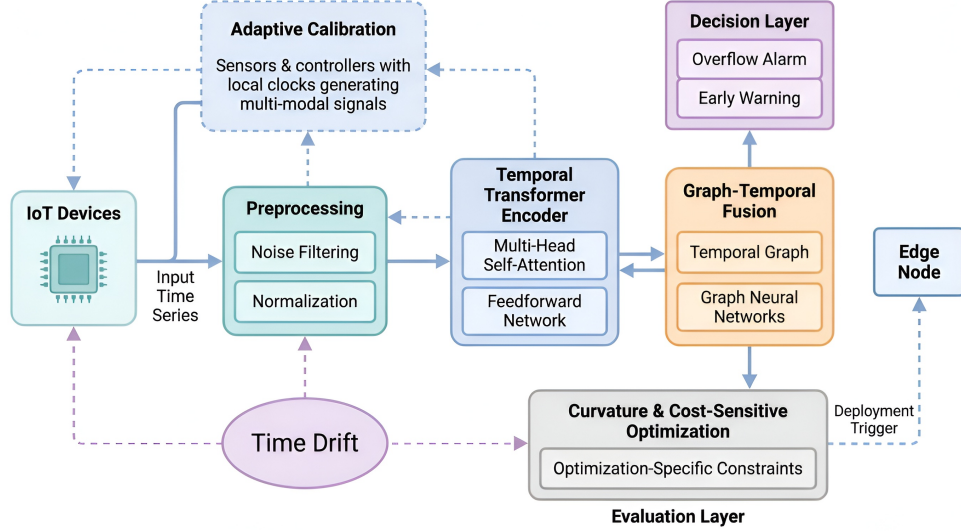 Adaptive Calibration
Sensors & controllers with
local clocks generating
multi-modal signals
Decision Layer
Overflow Alarm
Early Warning
IoT Devices
Input
Time
Series
Preprocessing
Noise Filtering
Normalization
Temporal
Transformer
Encoder
Multi-Head
Self-Attention
Feedforward
Network
Graph-Temporal
Fusion
Temporal Graph
Graph Neural
Networks
Edge
Node
Time Drift
Curvature & Cost-Sensitive
Optimization
Optimization-Specific Constraints
Deployment
Trigger
Evaluation Layer